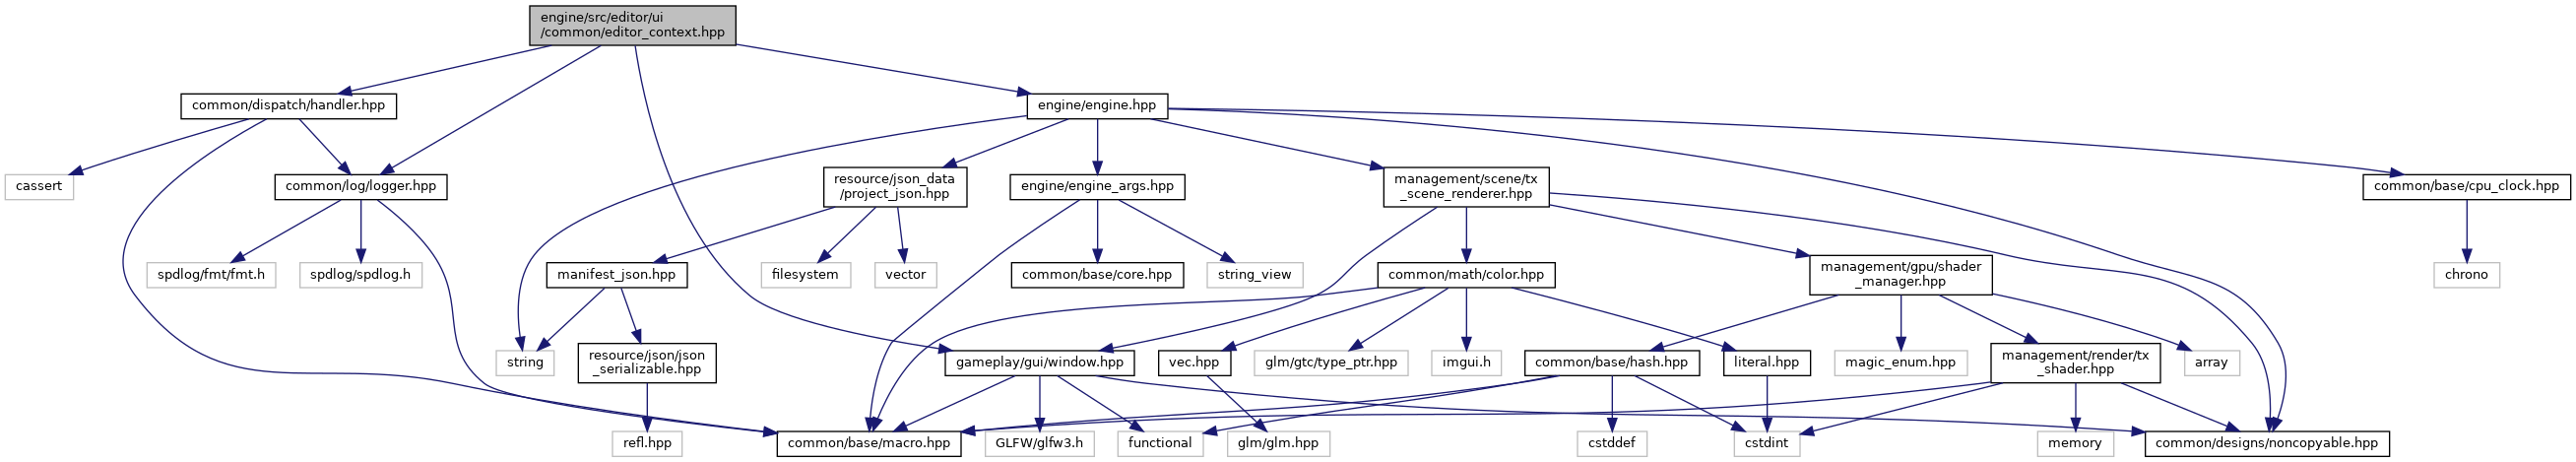 engine/src/editor/ui
/common/editor_context.hpp
common/dispatch/handler.hpp
engine/engine.hpp
cassert
common/log/logger.hpp
resource/json_data
/project_json.hpp
engine/engine_args.hpp
management/scene/tx
_scene_renderer.hpp
common/base/cpu_clock.hpp
spdlog/fmt/fmt.h
spdlog/spdlog.h
manifest_json.hpp
filesystem
vector
common/base/core.hpp
string_view
common/math/color.hpp
management/gpu/shader
_manager.hpp
chrono
string
resource/json/json
_serializable.hpp
gameplay/gui/window.hpp
vec.hpp
glm/gtc/type_ptr.hpp
imgui.h
common/base/hash.hpp
literal.hpp
magic_enum.hpp
management/render/tx
_shader.hpp
array
refl.hpp
common/base/macro.hpp
GLFW/glfw3.h
functional
glm/glm.hpp
cstddef
cstdint
memory
common/designs/noncopyable.hpp